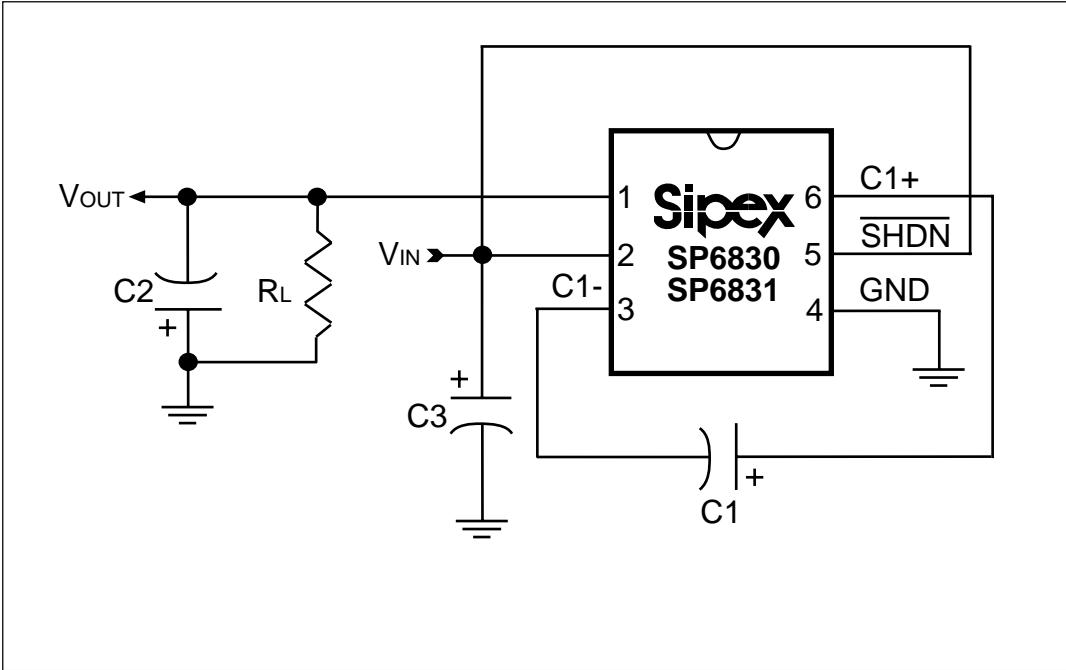 VOUT
C2
+
RL
VIN
C1-
C3
+
1
2
3
Sipex
SP6830
SP6831
6
5
4
C1+
SHDN
GND
+
C1